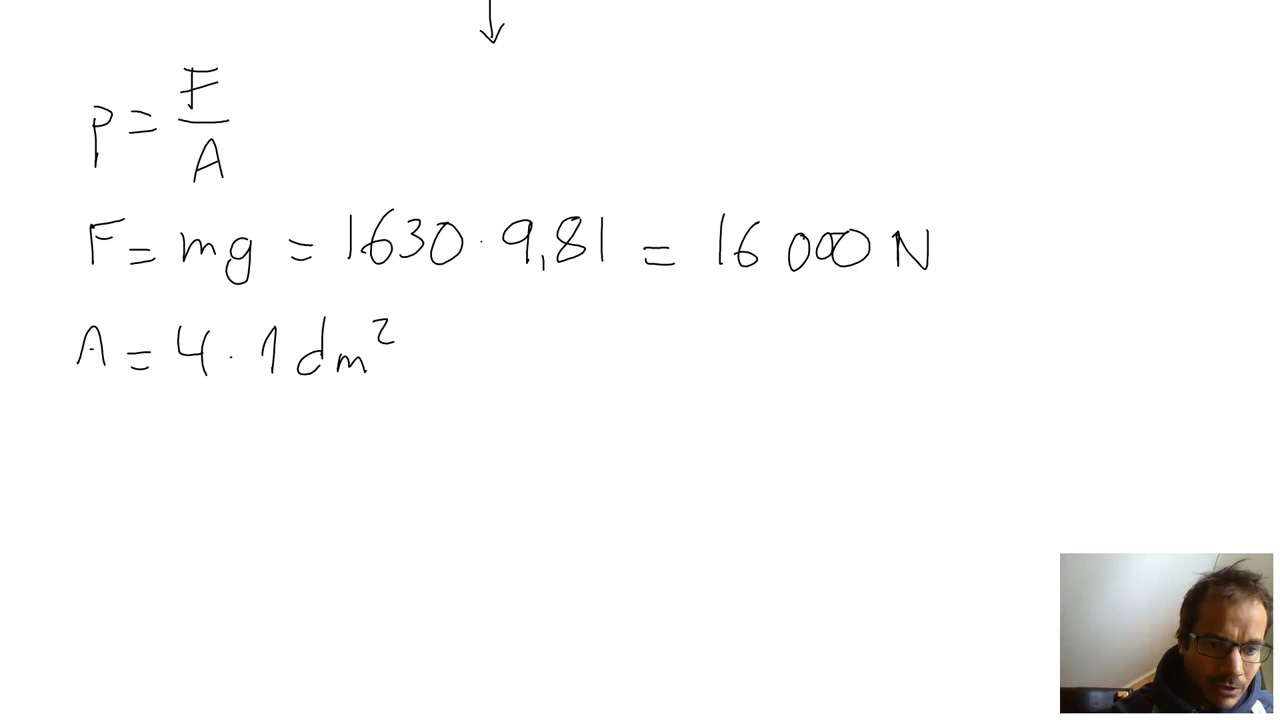 p = F/A
F = mg = 1630 · 9,81 = 16 000 N
A = 4 · 1 dm²